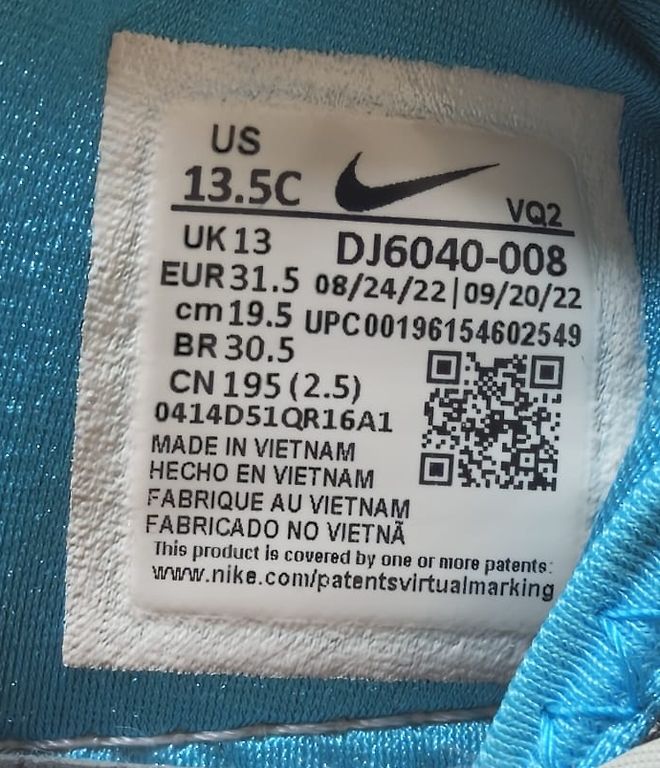 US
13.5C
VQ2
UK 13
DJ6040-008
EUR 31.5
08/24/22|09/20/22
cm 19.5
UPC00196154602549
BR 30.5
CN 195 (2.5)
0414D51QR16A1
MADE IN VIETNAM
HECHO EN VIETNAM
FABRIQUE AU VIETNAM
FABRICADO NO VIETNÃ
This product is covered by one or more patents:
www.nike.com/patentsvirtualmarking